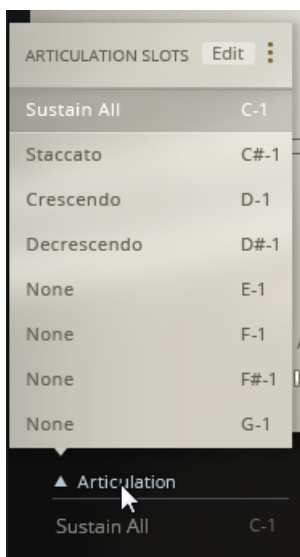 ARTICULATION SLOTS Edit
Sustain All C-1
Staccato C#-1
Crescendo D-1
Decrescendo D#-1
None E-1
None F-1
None F#-1
None G-1
▲ Articulation
Sustain All C-1